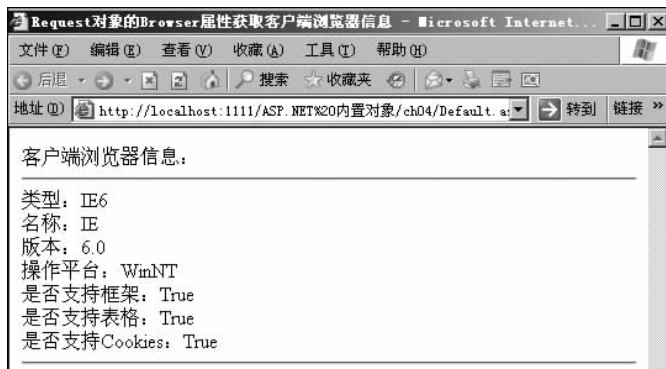 Request对象的Browser属性获取客户端浏览器信息 - Microsoft Internet...
文件(F) 编辑(E) 查看(V) 收藏(A) 工具(T) 帮助(H)
后退 搜索 收藏夹
地址(D) http://localhost:1111/ASP.NET%20内置对象/ch04/Default.a 转到 链接 »
客户端浏览器信息：
类型：IE6
名称：IE
版本：6.0
操作平台：WinNT
是否支持框架：True
是否支持表格：True
是否支持Cookies：True